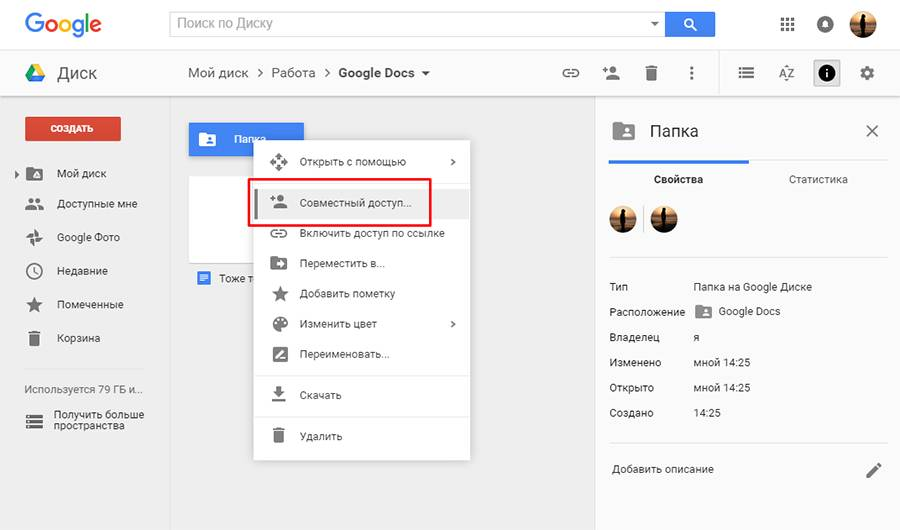 Google
Поиск по Диску
Диск
Мой диск > Работа > Google Docs
AZ
СОЗДАТЬ
Мой диск
Доступные мне
Google Фото
Недавние
Помеченные
Корзина
Используется 79 ГБ и...
Получить больше
пространства
Папка
Открыть с помощью
Совместный доступ...
Включить доступ по ссылке
Переместить в...
Добавить пометку
Изменить цвет
Переименовать...
Скачать
Удалить
Тоже
Папка
Свойства
Статистика
Тип Папка на Google Диске
Расположение Google Docs
Владелец я
Изменено мной 14:25
Открыто мной 14:25
Создано 14:25
Добавить описание